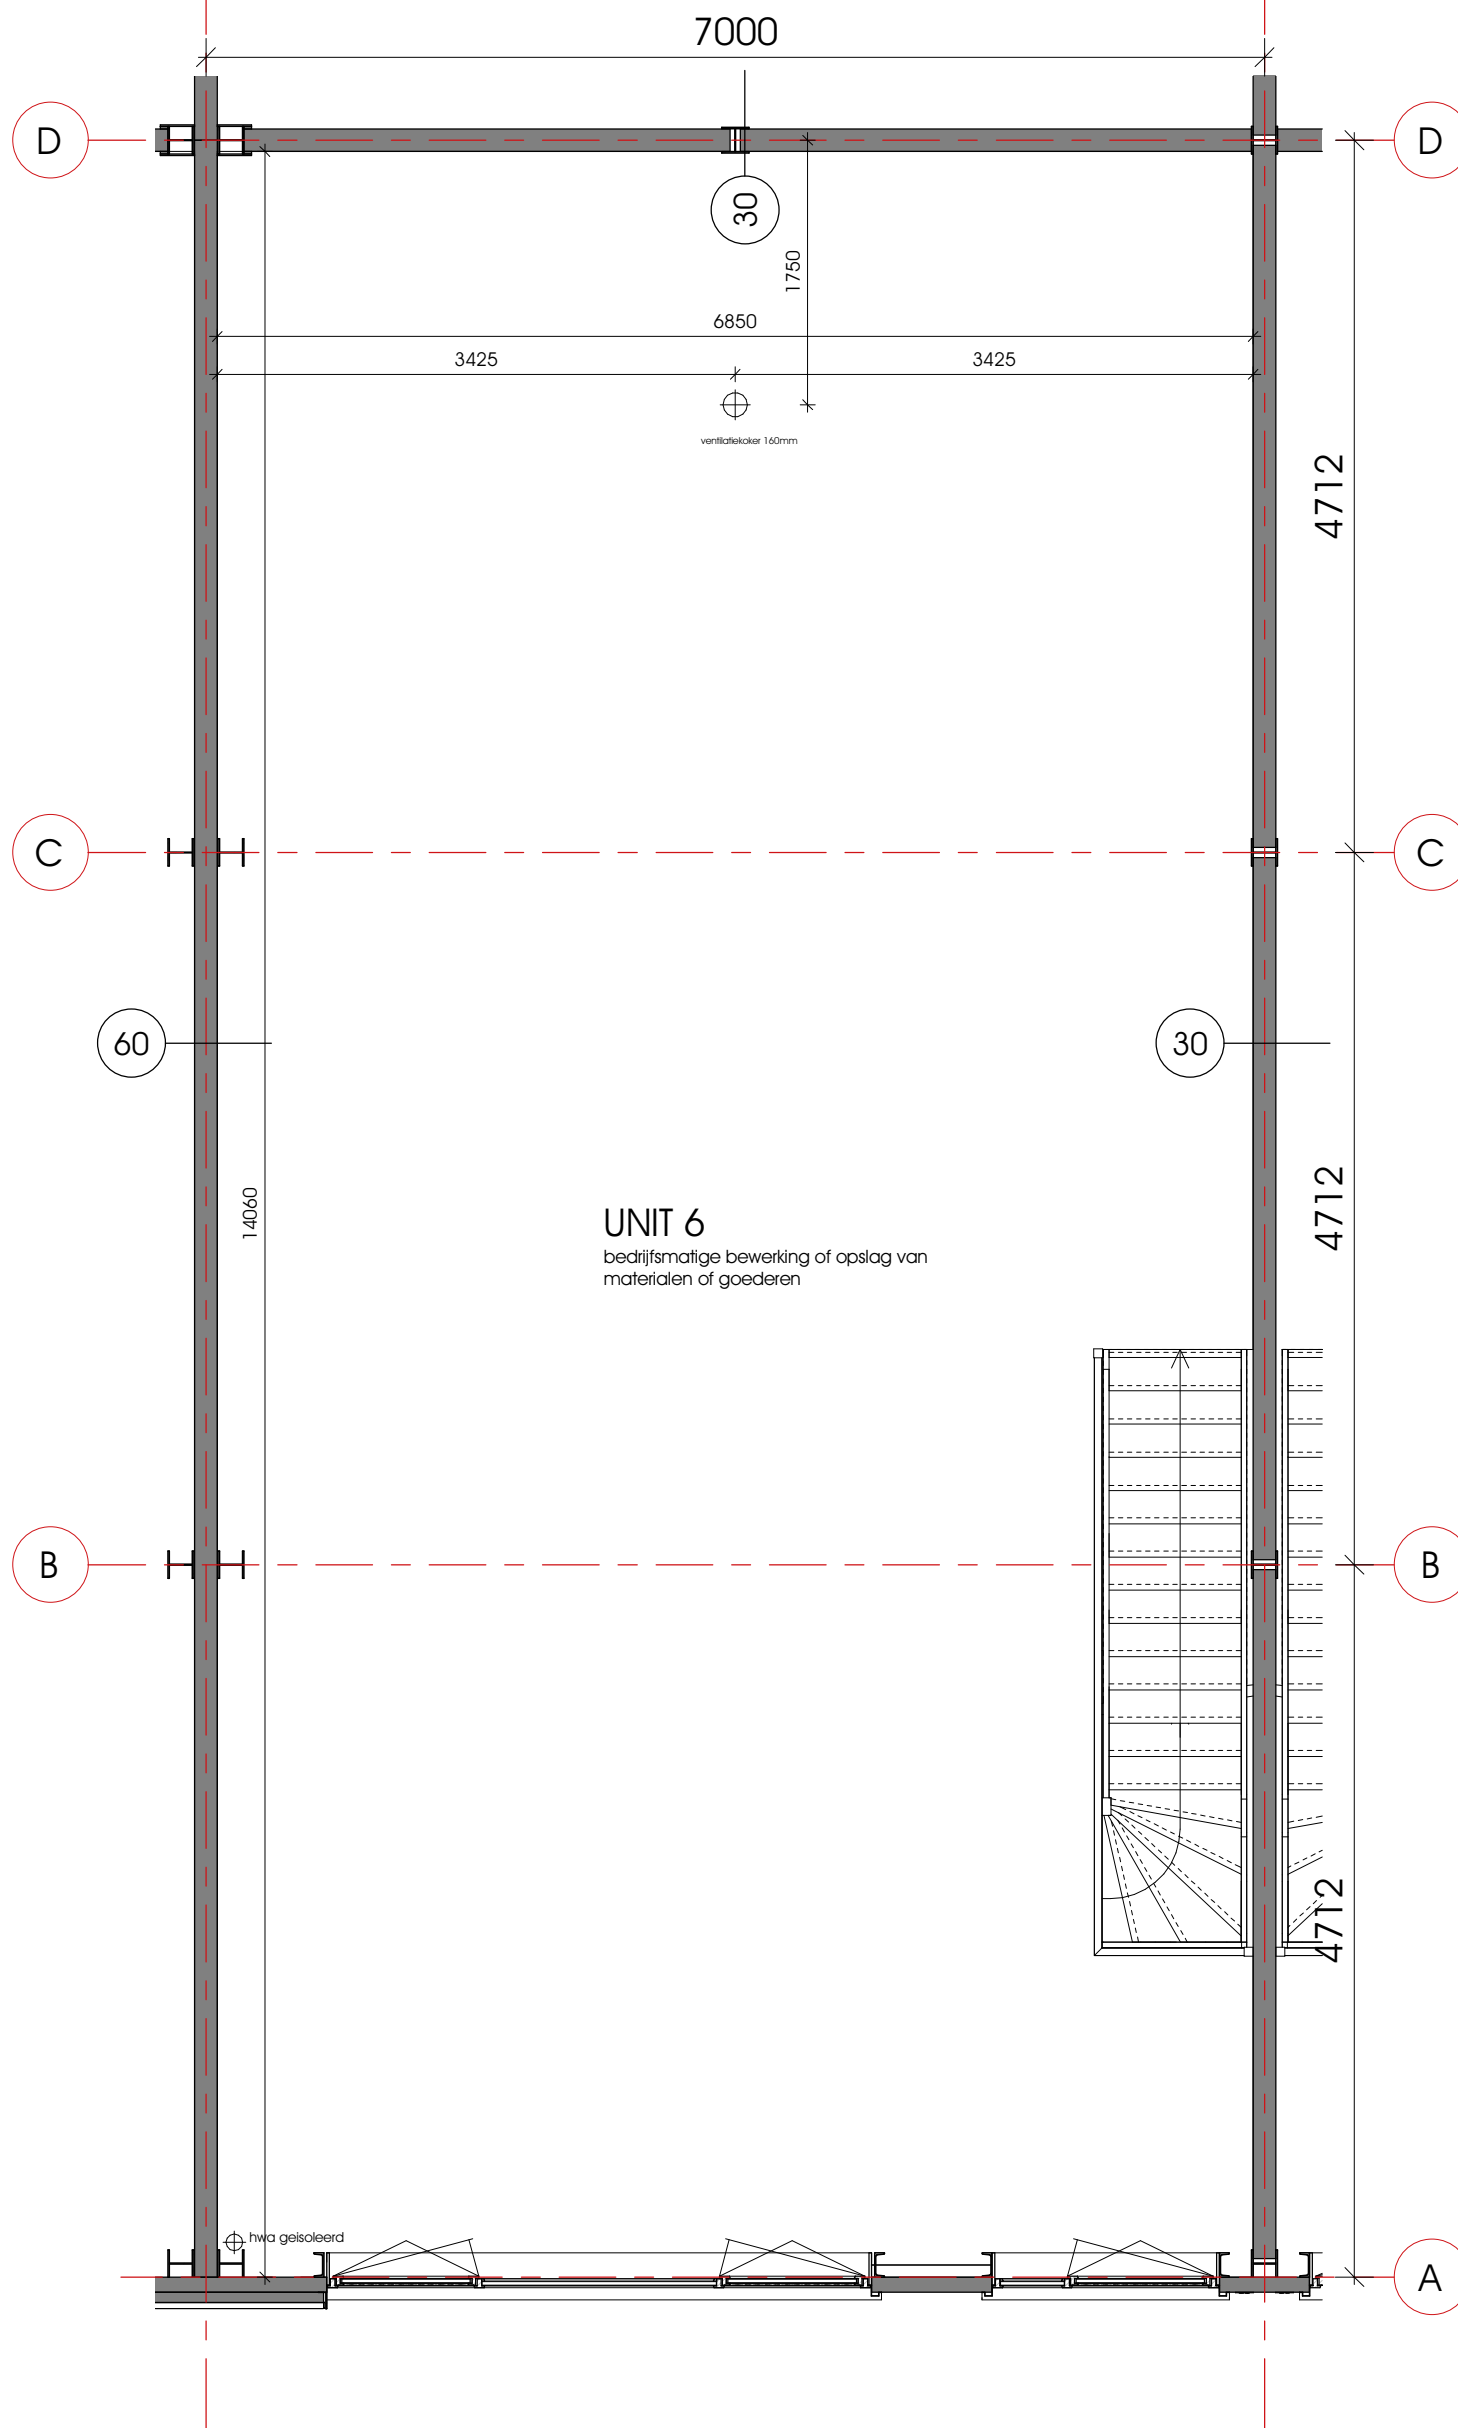 7000
D
D
30
1750
6850
3425
3425
ventilatiekoker 160mm
4712
C
C
60
30
14060
4712
UNIT 6
bedrijfsmatige bewerking of opslag van
materialen of goederen
B
B
4712
hwa geisoleerd
A